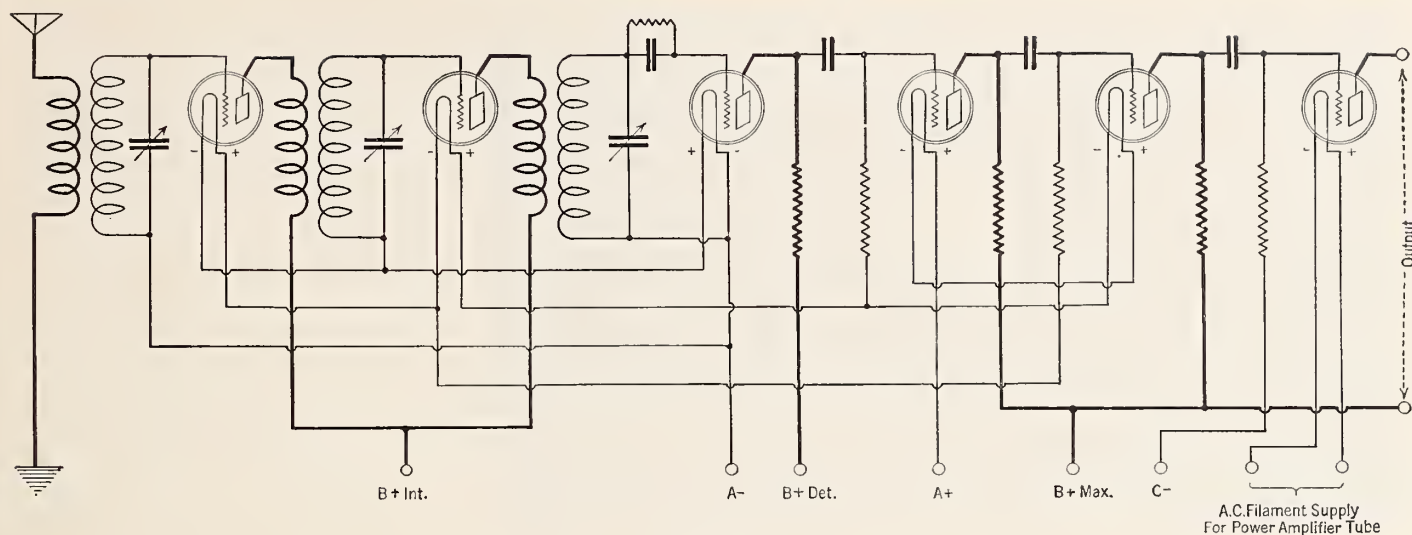 - +
- +
+ -
- +
- +
- +
Output
B+ Int.
A-
B+ Det.
A+
B+ Max.
C-
A.C.Filament Supply
For Power Amplifier Tube